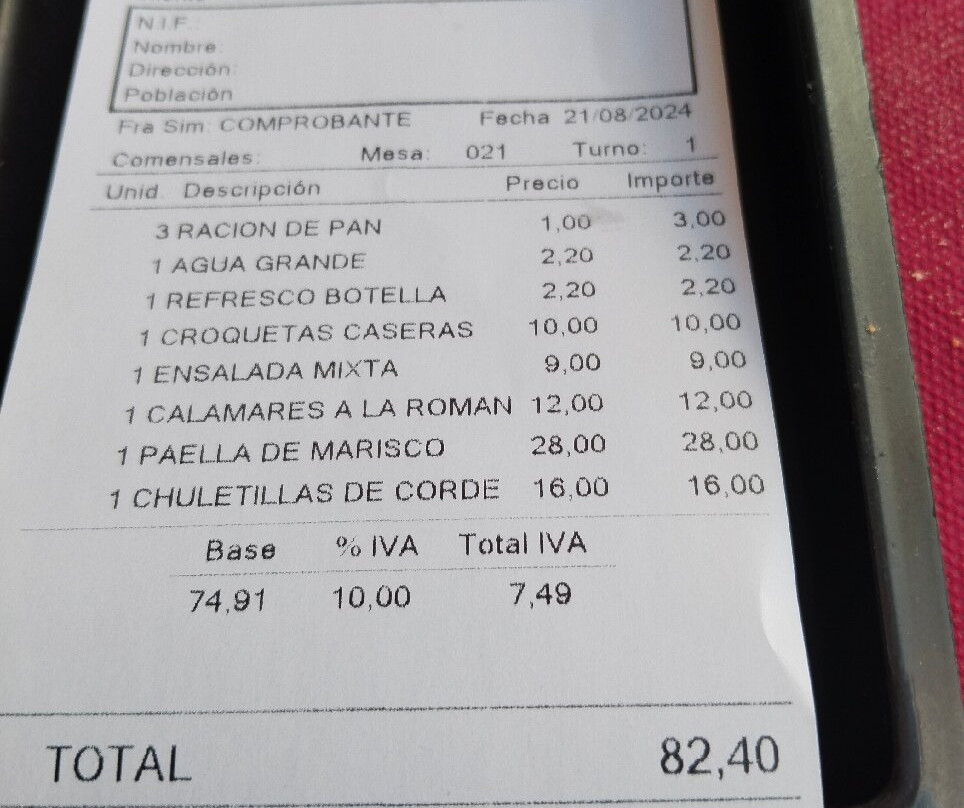 N.I.F.:
Nombre:
Dirección:
Población
Fra Sim: COMPROBANTE Fecha 21/08/2024
Comensales: Mesa: 021 Turno: 1
Unid. Descripción Precio Importe
3 RACION DE PAN 1,00 3,00
1 AGUA GRANDE 2,20 2,20
1 REFRESCO BOTELLA 2,20 2,20
1 CROQUETAS CASERAS 10,00 10,00
1 ENSALADA MIXTA 9,00 9,00
1 CALAMARES A LA ROMAN 12,00 12,00
1 PAELLA DE MARISCO 28,00 28,00
1 CHULETILLAS DE CORDE 16,00 16,00
Base % IVA Total IVA
74,91 10,00 7,49
TOTAL 82,40